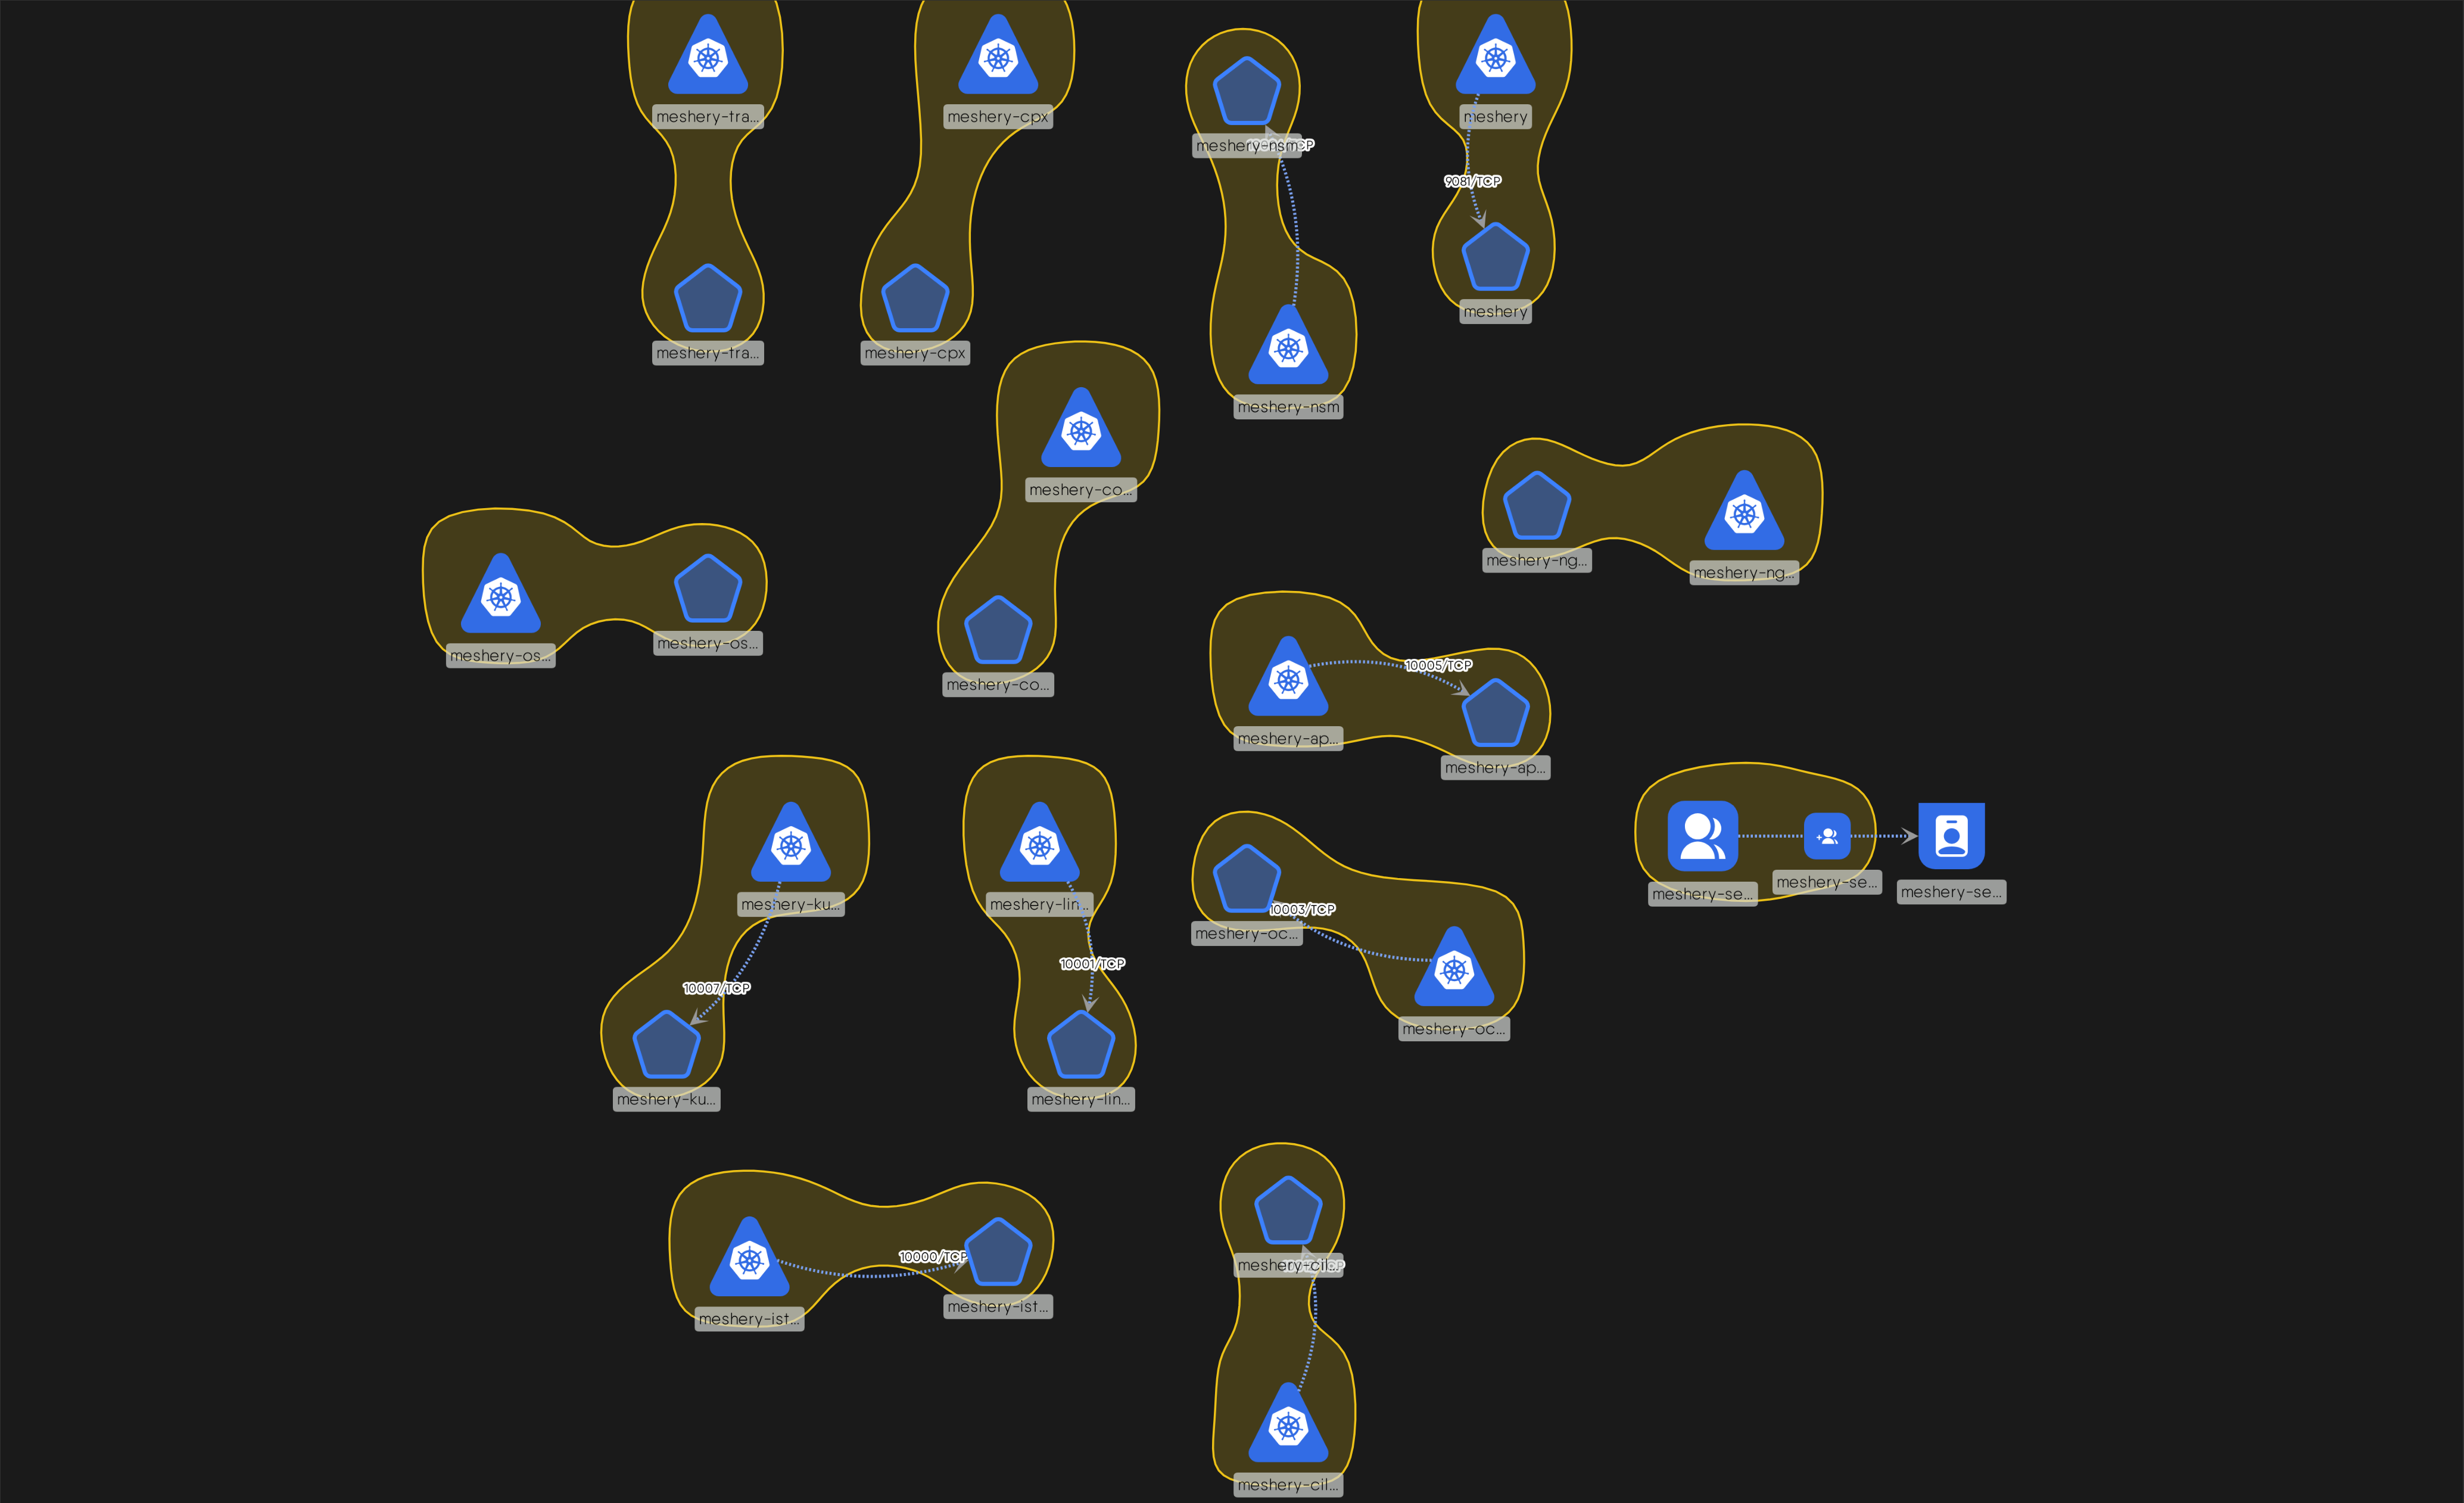 meshery-tra...
meshery-cpx
meshery
meshery-nsm
9081/TCP
meshery
meshery-tra...
meshery-cpx
meshery-nsm
meshery-co...
meshery-ng...
meshery-ng...
meshery-os...
meshery-os...
meshery-co...
10005/TCP
meshery-ap...
meshery-ap...
meshery-se...
meshery-se...
meshery-se...
meshery-ku...
meshery-lin...
10003/TCP
meshery-oc...
10001/TCP
10007/TCP
meshery-oc...
meshery-ku...
meshery-lin...
10000/TCP
meshery-cil...
meshery-ist...
meshery-ist...
meshery-cil...